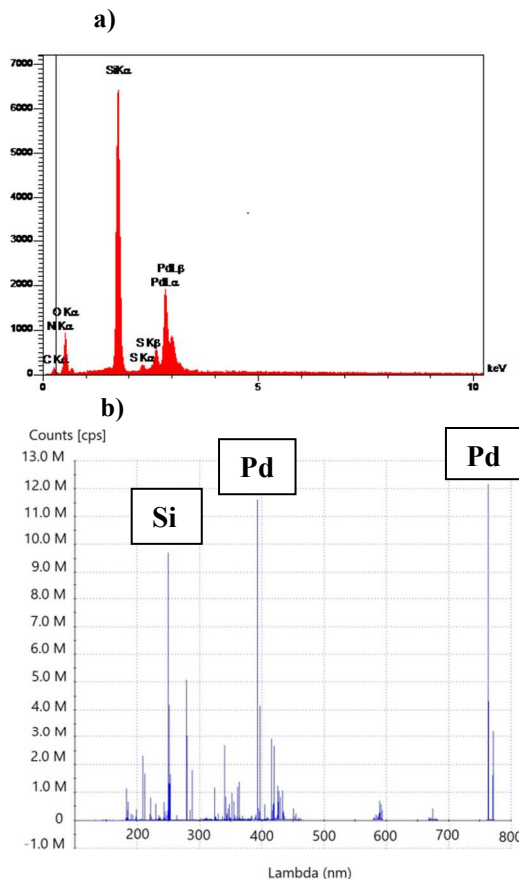 a)
7000
SiKα
6000
5000
4000
3000
PdLβ
2000
PdLα
O Kα
1000
N Kα
S Kβ
C Kα
S Kα
0
keV
0
5
10
b)
Counts [cps]
13.0 M
Pd
Pd
12.0 M
11.0 M
Si
10.0 M
9.0 M
8.0 M
7.0 M
6.0 M
5.0 M
4.0 M
3.0 M
2.0 M
1.0 M
0
-1.0 M
200
300
400
500
600
700
800
Lambda (nm)